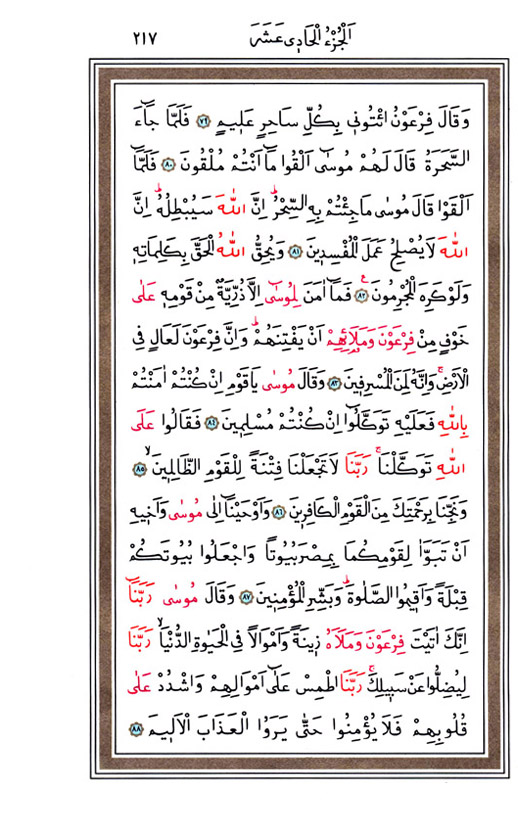 اَلْجُزْءُ الْحَادِي عَشَرَ ٢١٧
وَقَالَ فِرْعَوْنُ ائْتُونٖي بِكُلِّ سَاحِرٍ عَلٖيمٍ ﴿٧٩﴾ فَلَمَّا جَٓاءَ
السَّحَرَةُ قَالَ لَهُمْ مُوسٰٓى اَلْقُوا مَٓا اَنْتُمْ مُلْقُونَ ﴿٨٠﴾ فَلَمَّٓا
اَلْقَوْا قَالَ مُوسٰى مَا جِئْتُمْ بِهِ السِّحْرُۜ اِنَّ اللّٰهَ سَيُبْطِلُهُۜ اِنَّ
اللّٰهَ لَا يُصْلِحُ عَمَلَ الْمُفْسِدٖينَ ﴿٨١﴾ وَيُحِقُّ اللّٰهُ الْحَقَّ بِكَلِمَاتِهٖ
وَلَوْ كَرِهَ الْمُجْرِمُونَ ﴿٨٢﴾ فَمَٓا اٰمَنَ لِمُوسٰٓى اِلَّا ذُرِّيَّةٌ مِنْ قَوْمِهٖ عَلٰى
خَوْفٍ مِنْ فِرْعَوْنَ وَمَلَا۬ئِهِمْ اَنْ يَفْتِنَهُمْۜ وَاِنَّ فِرْعَوْنَ لَعَالٍ فِي
الْاَرْضِۚ وَاِنَّهُ لَمِنَ الْمُسْرِفٖينَ ﴿٨٣﴾ وَقَالَ مُوسٰى يَا قَوْمِ اِنْ كُنْتُمْ اٰمَنْتُمْ
بِاللّٰهِ فَعَلَيْهِ تَوَكَّلُٓوا اِنْ كُنْتُمْ مُسْلِمٖينَ ﴿٨٤﴾ فَقَالُوا عَلَى
اللّٰهِ تَوَكَّلْنَاۚ رَبَّنَا لَا تَجْعَلْنَا فِتْنَةً لِلْقَوْمِ الظَّالِمٖينَۙ ﴿٨٥﴾
وَنَجِّنَا بِرَحْمَتِكَ مِنَ الْقَوْمِ الْكَافِرٖينَ ﴿٨٦﴾ وَاَوْحَيْنَٓا اِلٰى مُوسٰى وَاَخٖيهِ
اَنْ تَبَوَّاٰ لِقَوْمِكُمَا بِمِصْرَ بُيُوتًا وَاجْعَلُوا بُيُوتَكُمْ
قِبْلَةً وَاَقٖيمُوا الصَّلٰوةَۜ وَبَشِّرِ الْمُؤْمِنٖينَ ﴿٨٧﴾ وَقَالَ مُوسٰى رَبَّنَٓا
اِنَّكَ اٰتَيْتَ فِرْعَوْنَ وَمَلَاَهُ زٖينَةً وَاَمْوَالًا فِي الْحَيٰوةِ الدُّنْيَاۙ رَبَّنَا
لِيُضِلُّوا عَنْ سَبٖيلِكَۚ رَبَّنَا اطْمِسْ عَلٰٓى اَمْوَالِهِمْ وَاشْدُدْ عَلٰى
قُلُوبِهِمْ فَلَا يُؤْمِنُوا حَتّٰى يَرَوُا الْعَذَابَ الْاَلٖيمَ ﴿٨٨﴾